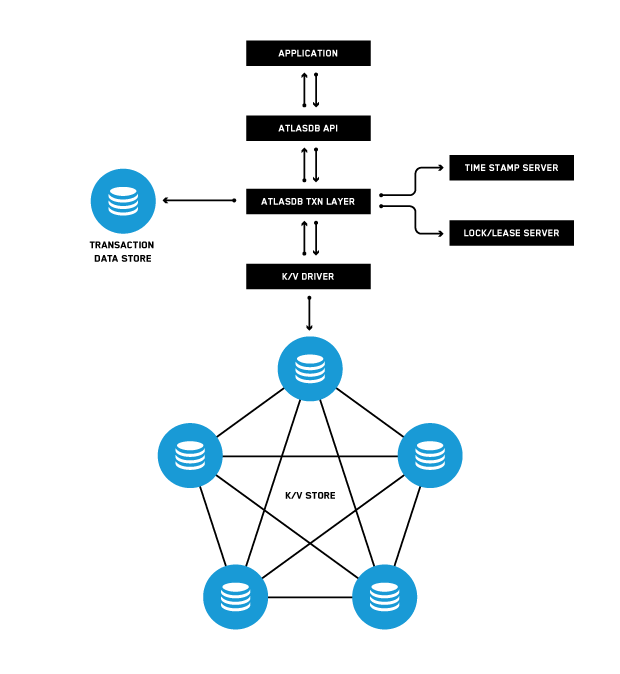 APPLICATION
ATLASDB API
TIME STAMP SERVER
ATLASDB TXN LAYER
TRANSACTION
DATA STORE
LOCK/LEASE SERVER
K/V DRIVER
K/V STORE